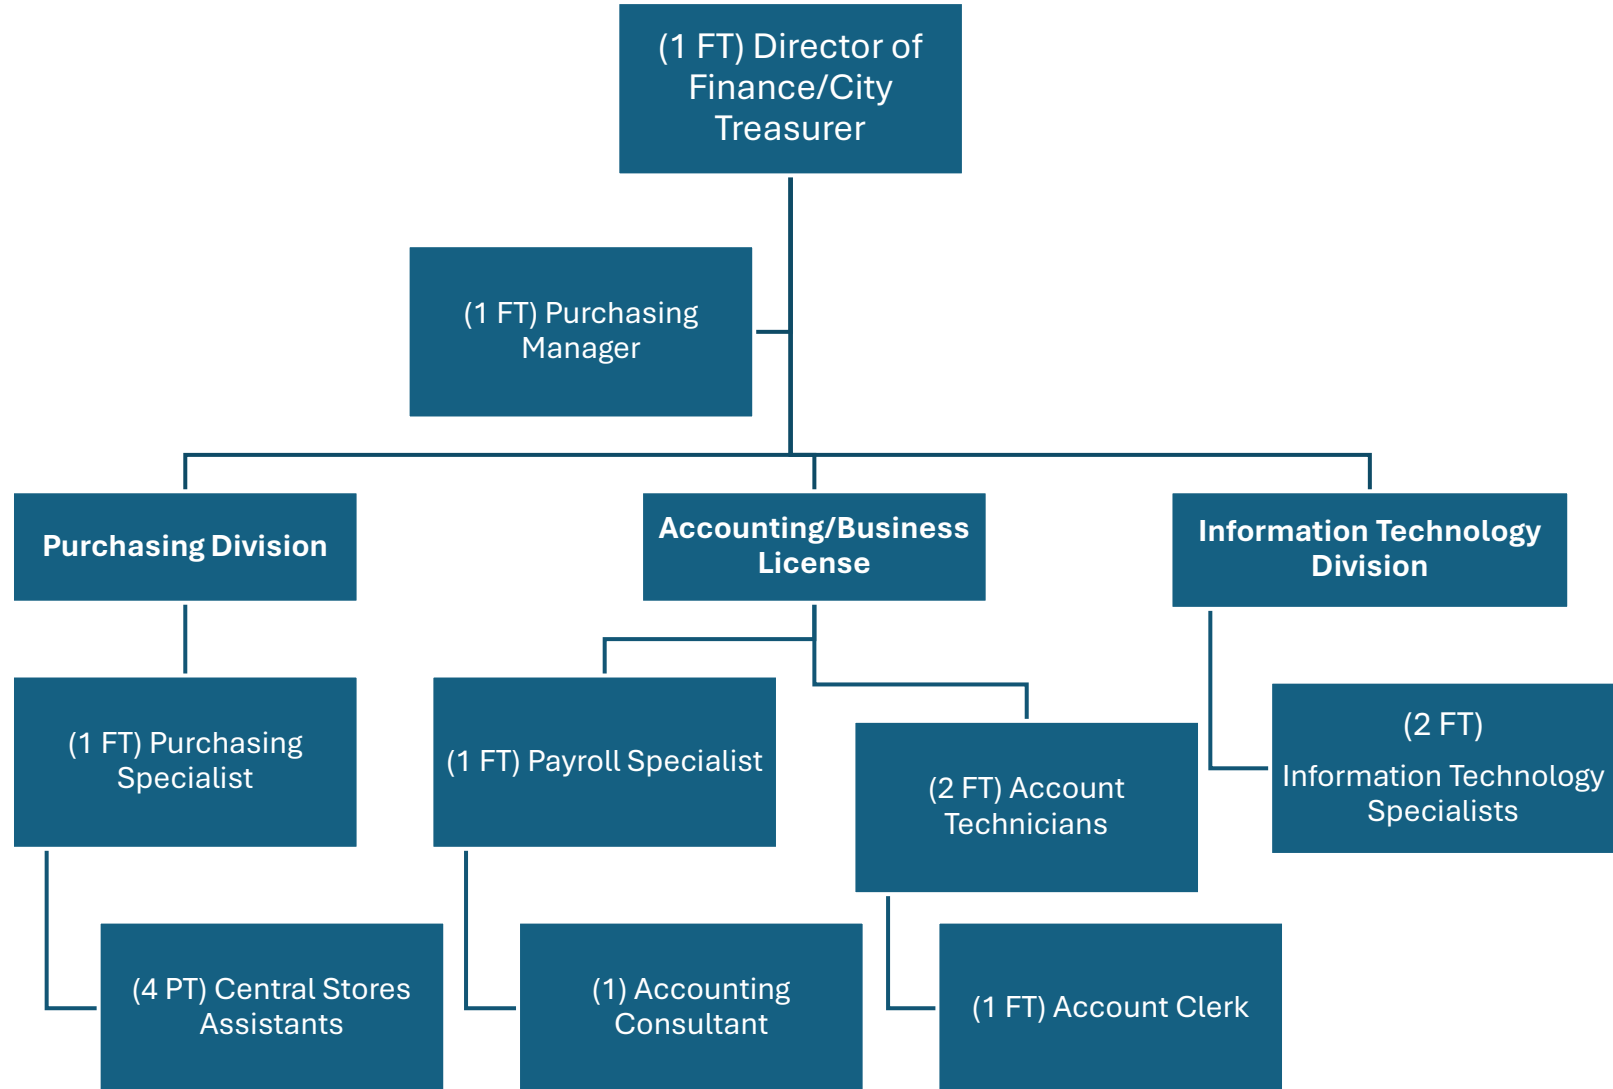 (1 FT) Director of
Finance/City
Treasurer
(1 FT) Purchasing
Manager
Purchasing Division
Accounting/Business
License
Information Technology
Division
(1 FT) Purchasing
Specialist
(1 FT) Payroll Specialist
(2 FT) Account
Technicians
(2 FT)
Information Technology
Specialists
(4 PT) Central Stores
Assistants
(1) Accounting
Consultant
(1 FT) Account Clerk